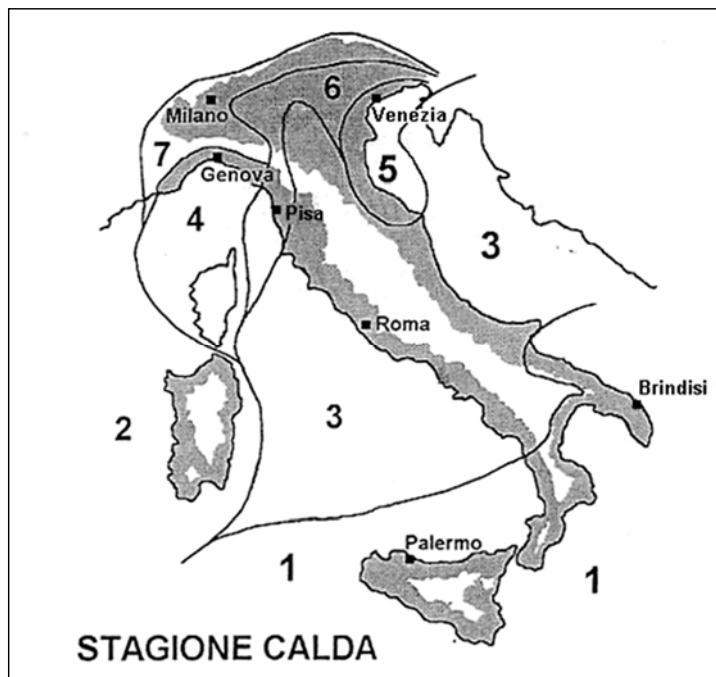 6
Milano
Venezia
7
Genova
5
4
Pisa
3
Roma
Brindisi
2
3
Palermo
1
1
STAGIONE CALDA